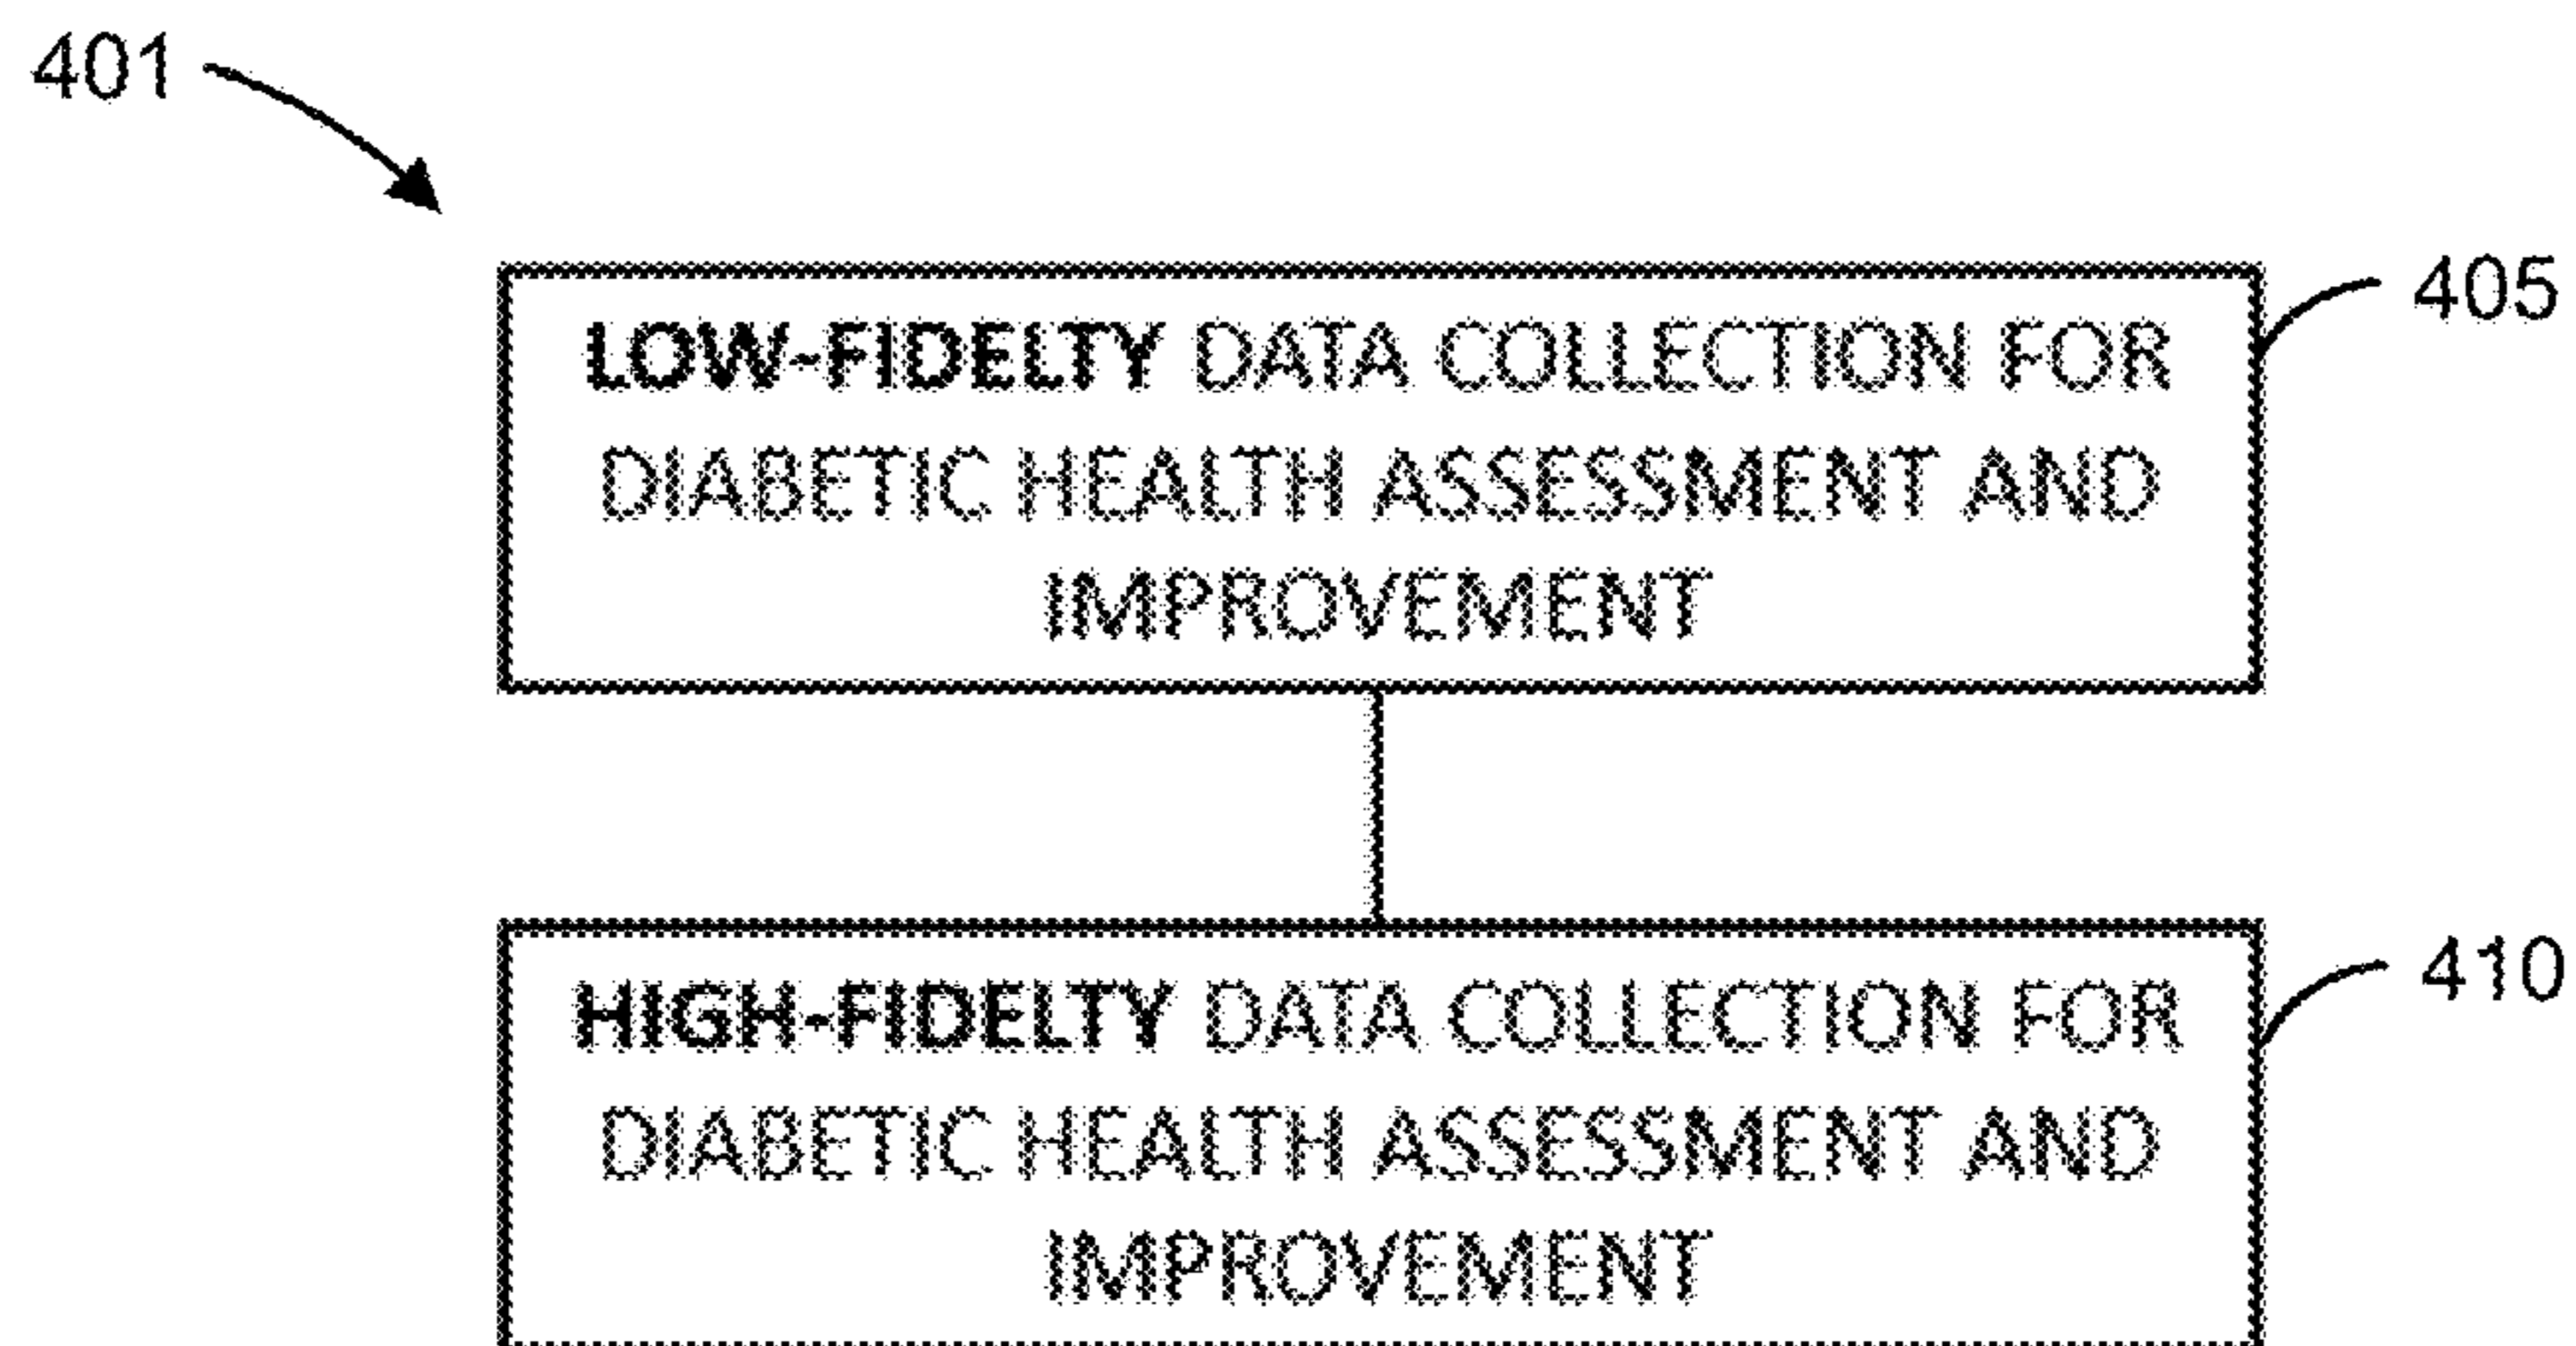 401
405
LOW-FIDELTY DATA COLLECTION FOR
DIABETIC HEALTH ASSESSMENT AND
IMPROVEMENT
410
HIGH-FIDELTY DATA COLLECTION FOR
DIABETIC HEALTH ASSESSMENT AND
IMPROVEMENT